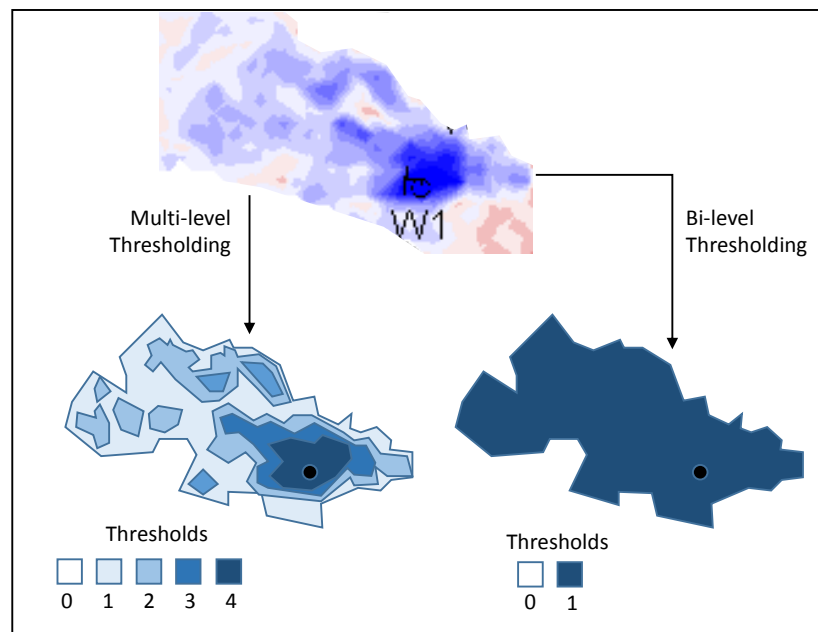 W1
Multi-level
Thresholding
Bi-level
Thresholding
Thresholds
0 1 2 3 4
Thresholds
0 1